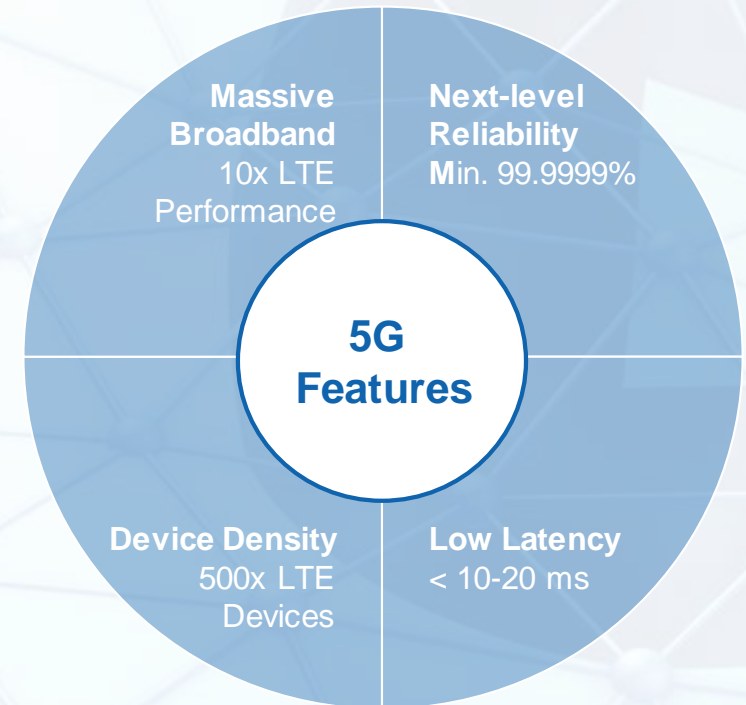 Massive
Broadband
10x LTE
Performance
Next-level
Reliability
Min. 99.9999%
5G
Features
Device Density
500x LTE
Devices
Low Latency
< 10-20 ms